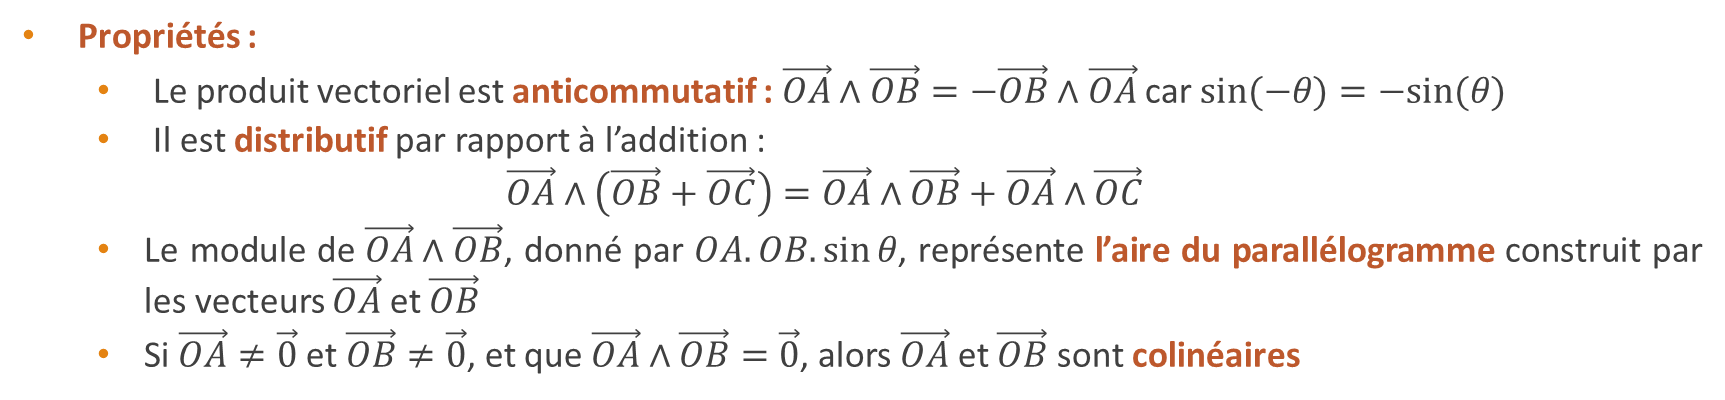 • Propriétés :
• Le produit vectoriel est anticommutatif : $\overrightarrow{OA} \wedge \overrightarrow{OB} = -\overrightarrow{OB} \wedge \overrightarrow{OA}$ car $\sin(-\theta) = -\sin(\theta)$
• Il est distributif par rapport à l’addition :
$\overrightarrow{OA} \wedge (\overrightarrow{OB} + \overrightarrow{OC}) = \overrightarrow{OA} \wedge \overrightarrow{OB} + \overrightarrow{OA} \wedge \overrightarrow{OC}$
• Le module de $\overrightarrow{OA} \wedge \overrightarrow{OB}$, donné par $OA.OB.\sin\theta$, représente l’aire du parallélogramme construit par
les vecteurs $\overrightarrow{OA}$ et $\overrightarrow{OB}$
• Si $\overrightarrow{OA} \neq \vec{0}$ et $\overrightarrow{OB} \neq \vec{0}$, et que $\overrightarrow{OA} \wedge \overrightarrow{OB} = \vec{0}$, alors $\overrightarrow{OA}$ et $\overrightarrow{OB}$ sont colinéaires